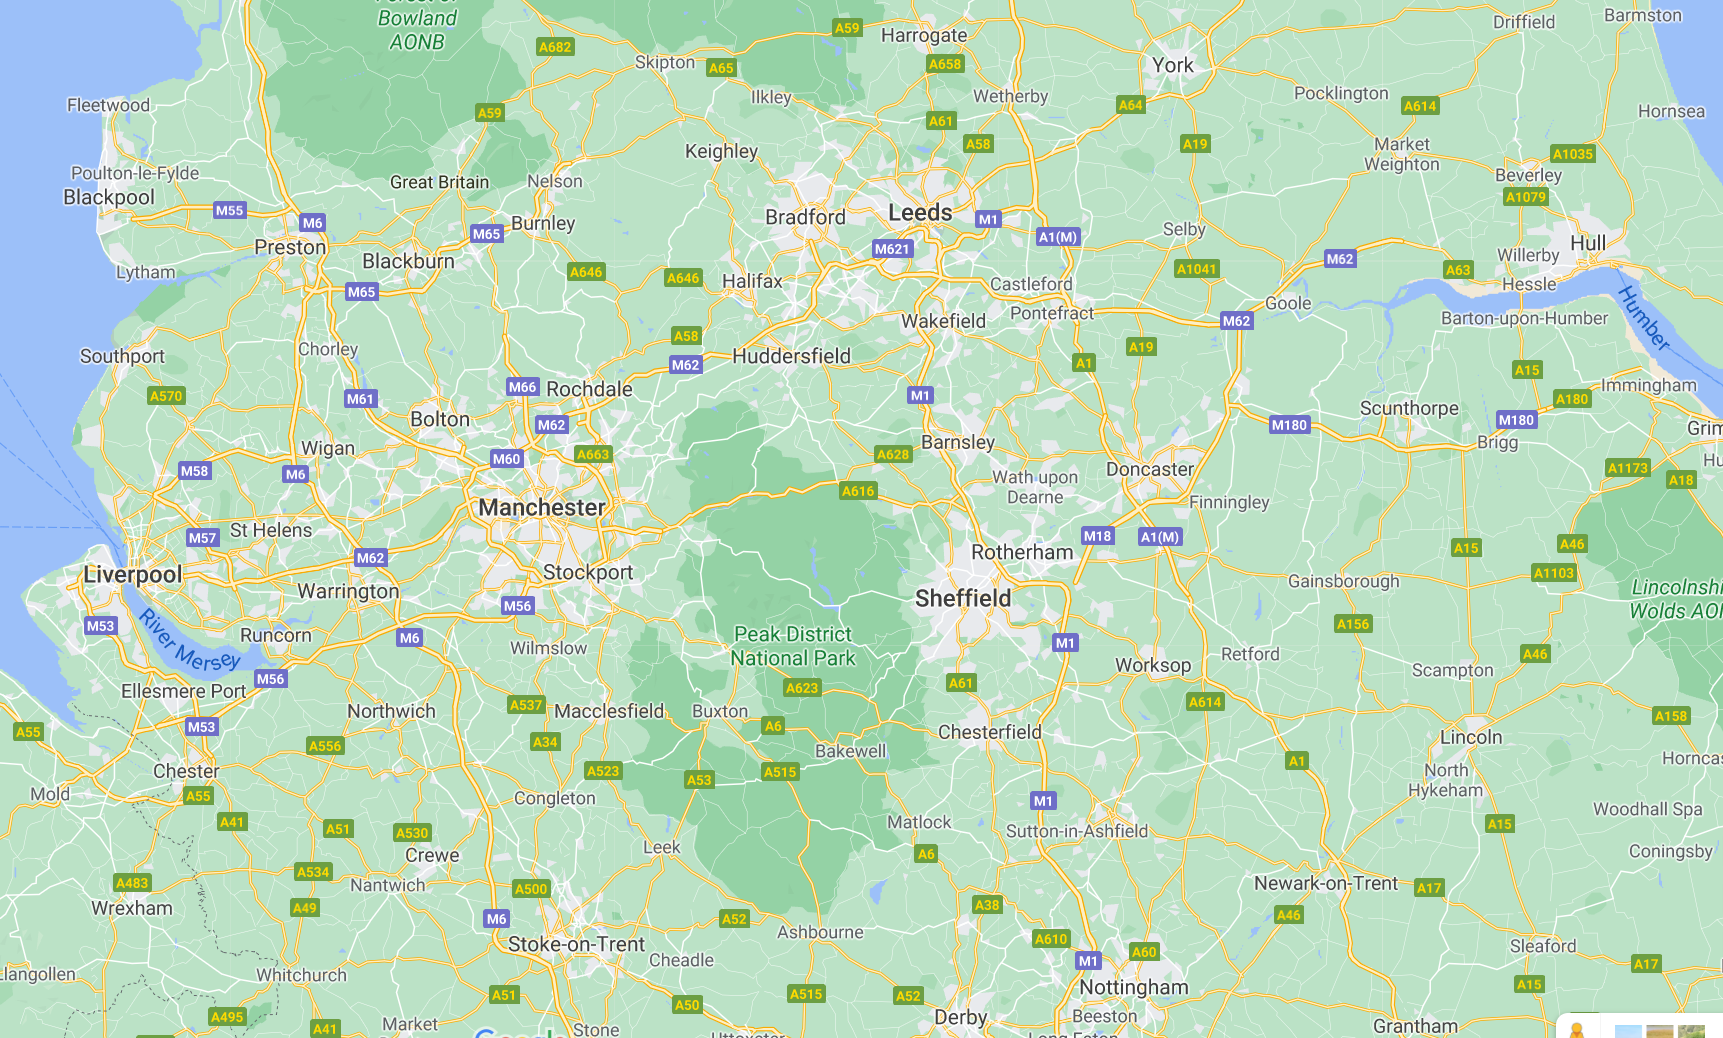 Bowland
AONB
A59
Harrogate
Driffield
Barmston
A682
Skipton
A65
A658
York
Fleetwood
Ilkley
Wetherby
A64
Pocklington
A614
Hornsea
A59
A61
A58
A19
Keighley
Market
Weighton
A1035
Poulton-le-Fylde
Great Britain
Nelson
Beverley
Blackpool
M55
M6
Burnley
Bradford
Leeds
M1
A1079
Preston
M65
M621
A1(M)
Selby
Hull
Blackburn
M62
Willerby
Lytham
A646
A646
Halifax
Castleford
A1041
A63
Hessle
M65
Goole
Wakefield
Pontefract
M62
Barton-upon-Humber
Humber
Southport
Chorley
A58
M62
Huddersfield
A1
A19
A15
Immingham
A570
M61
M66
Rochdale
M1
A180
Bolton
M62
Scunthorpe
M180
M180
Grim
Wigan
M60
A663
A628
Barnsley
Brigg
Hu
M58
M6
Wath upon
Dearne
Doncaster
A1173
A18
Manchester
A616
Finningley
M57
St Helens
M62
M18
A1(M)
A15
A46
Liverpool
Stockport
Rotherham
Gainsborough
A1103
Warrington
M56
Sheffield
Lincolnshi
Wolds AON
M53
River Mersey
Runcorn
M6
Peak District
National Park
M1
A156
Wilmslow
Worksop
Retford
A46
Scampton
M56
Ellesmere Port
A623
A61
Northwich
A537
Macclesfield
Buxton
A614
A158
A55
M53
A556
A34
A6
Bakewell
Chesterfield
Lincoln
Chester
A523
A53
A515
A1
North
Hykeham
Horncas
Mold
A55
Congleton
M1
Woodhall Spa
A41
A51
A530
Matlock
Sutton-in-Ashfield
A15
Crewe
Leek
A6
Coningsby
A483
A534
Nantwich
A500
Newark-on-Trent
A17
Wrexham
A49
M6
A52
A38
A46
Stoke-on-Trent
Ashbourne
A610
A60
Sleaford
Llangollen
Whitchurch
Cheadle
M1
A17
A51
A50
A515
A52
Nottingham
A15
A495
A41
Market
Stone
Derby
Beeston
Grantham